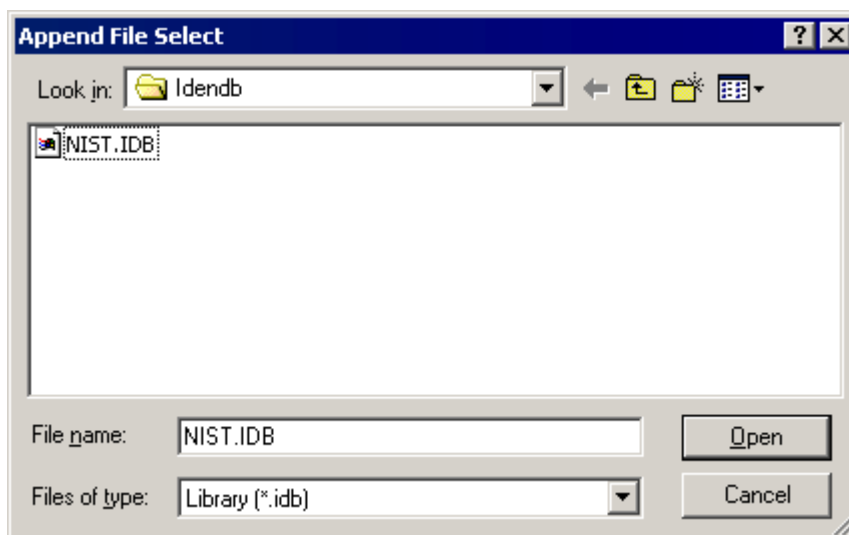 Append File Select
Look in: Idendb
NIST.IDB
File name: NIST.IDB Open
Files of type: Library (*.idb) Cancel